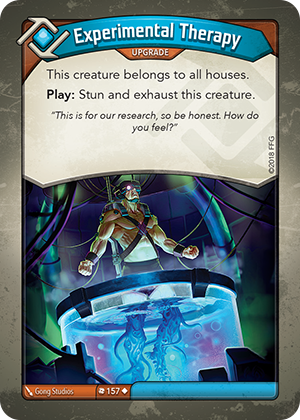 Experimental Therapy
UPGRADE
This creature belongs to all houses.
Play: Stun and exhaust this creature.
"This is for our research, so be honest. How do
you feel?"
©2018 FFG
Gong Studios
157